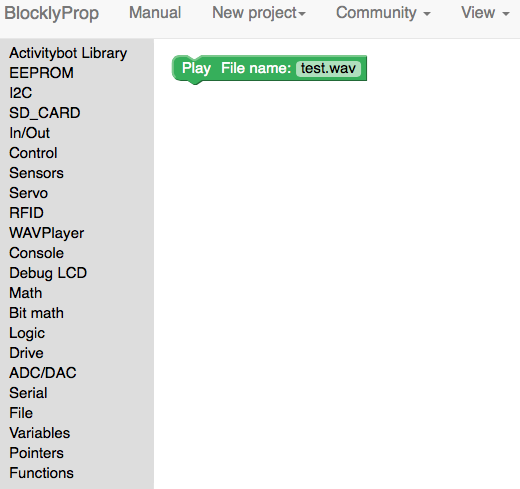 BlocklyProp Manual New project Community View
Activitybot Library
EEPROM
I2C
SD_CARD
In/Out
Control
Sensors
Servo
RFID
WAVPlayer
Console
Debug LCD
Math
Bit math
Logic
Drive
ADC/DAC
Serial
File
Variables
Pointers
Functions
Play File name: test.wav